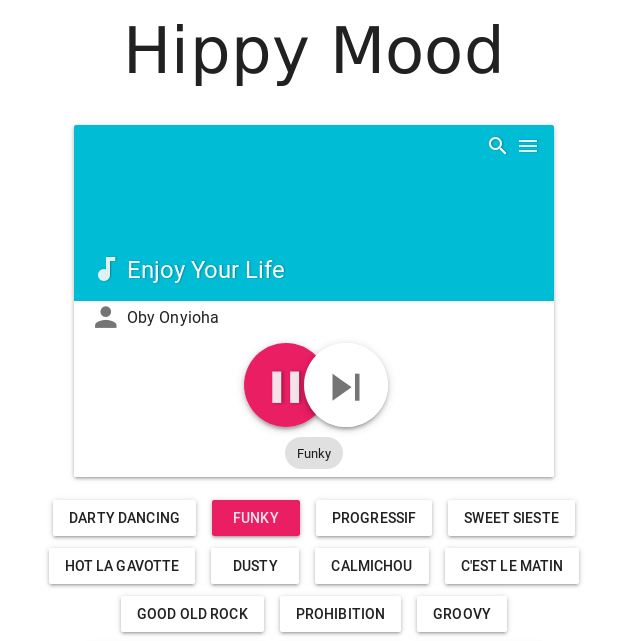 Hippy Mood
Enjoy Your Life
Oby Onyioha
Funky
DARTY DANCING FUNKY PROGRESSIF SWEET SIESTE
HOT LA GAVOTTE DUSTY CALMICHOU C'EST LE MATIN
GOOD OLD ROCK PROHIBITION GROOVY